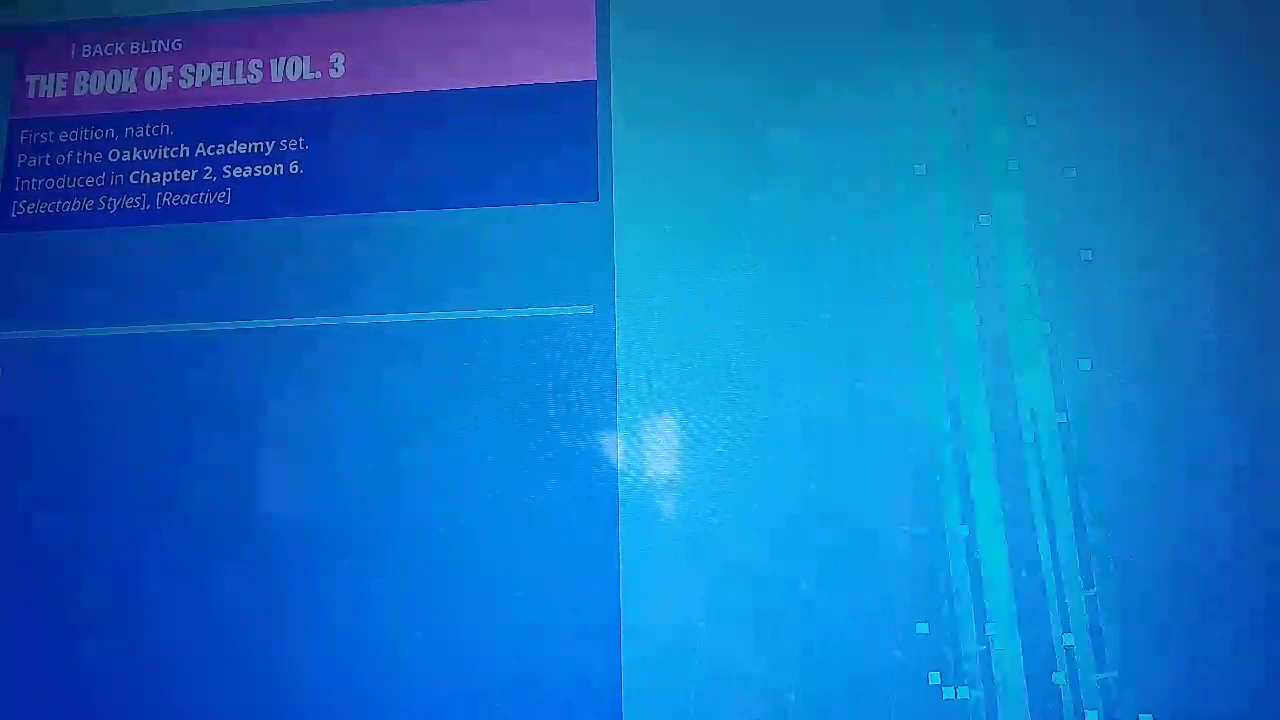 | BACK BLING
THE BOOK OF SPELLS VOL. 3
First edition, natch.
Part of the Oakwitch Academy set.
Introduced in Chapter 2, Season 6.
[Selectable Styles], [Reactive]